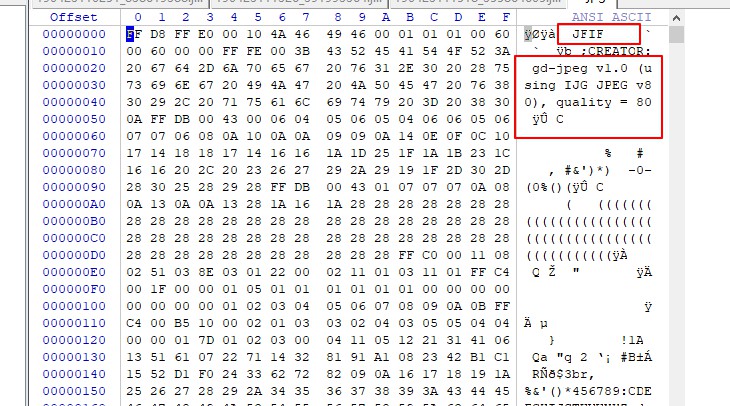 Offset 0 1 2 3 4 5 6 7 8 9 A B C D E F ANSI ASCII
00000000 FF D8 FF E0 00 10 4A 46 49 46 00 01 01 01 00 60 ÿØÿà JFIF `
00000010 00 60 00 00 FF FE 00 3B 43 52 45 41 54 4F 52 3A ` ÿþ ;CREATOR:
00000020 20 67 64 2D 6A 70 65 67 20 76 31 2E 30 20 28 75 gd-jpeg v1.0 (u
00000030 73 69 6E 67 20 49 4A 47 20 4A 50 45 47 20 76 38 sing IJG JPEG v8
00000040 30 29 2C 20 71 75 61 6C 69 74 79 20 3D 20 38 30 0), quality = 80
00000050 0A FF DB 00 43 00 06 04 05 06 05 04 06 06 05 06 ÿÛ C
00000060 07 07 06 08 0A 10 0A 0A 09 09 0A 14 0E 0F 0C 10
00000070 17 14 18 18 17 14 16 16 1A 1D 25 1F 1A 1B 23 1C % #
00000080 16 16 20 2C 20 23 26 27 29 2A 29 19 1F 2D 30 2D , #&')*) -0-
00000090 28 30 25 28 29 28 FF DB 00 43 01 07 07 07 0A 08 (0%()(ÿÛ C
000000A0 0A 13 0A 0A 13 28 1A 16 1A 28 28 28 28 28 28 28 ( (((((((
000000B0 28 28 28 28 28 28 28 28 28 28 28 28 28 28 28 28 ((((((((((((((((
000000C0 28 28 28 28 28 28 28 28 28 28 28 28 28 28 28 28 ((((((((((((((((
000000D0 28 28 28 28 28 28 28 28 28 28 28 FF C0 00 11 08 (((((((((((ÿÀ
000000E0 02 51 03 8E 03 01 22 00 02 11 01 03 11 01 FF C4 Q Ž " ÿÄ
000000F0 00 1F 00 00 01 05 01 01 01 01 01 01 00 00 00 00
00000100 00 00 00 00 01 02 03 04 05 06 07 08 09 0A 0B FF ÿ
00000110 C4 00 B5 10 00 02 01 03 03 02 04 03 05 05 04 04 Ä µ
00000120 00 00 01 7D 01 02 03 00 04 11 05 12 21 31 41 06 } !1A
00000130 13 51 61 07 22 71 14 32 81 91 A1 08 23 42 B1 C1 Qa "q 2 ‘¡ #B±Á
00000140 15 52 D1 F0 24 33 62 72 82 09 0A 16 17 18 19 1A RÑð$3br‚
00000150 25 26 27 28 29 2A 34 35 36 37 38 39 3A 43 44 45 %&'()*456789:CDE